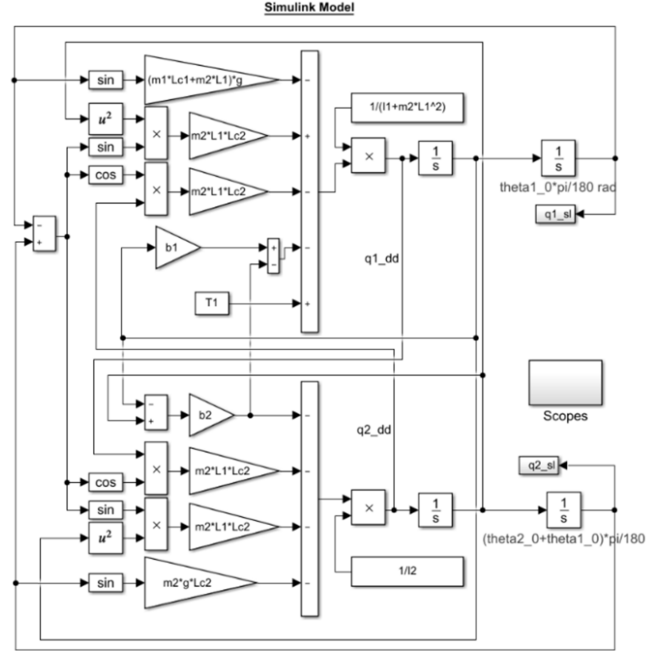 Simulink Model
sin
(m1*Lc1+m2*L1)*g
−
1/(I1+m2*L1^2)
u²
×
m2*L1*Lc2
+
sin
×
1/s
1/s
cos
×
m2*L1*Lc2
−
theta1_0*pi/180 rad
q1_sl
−
+
b1
+
−
−
q1_dd
T1
+
Scopes
−
+
b2
−
q2_dd
×
m2*L1*Lc2
−
q2_sl
cos
sin
×
m2*L1*Lc2
−
×
1/s
1/s
u²
(theta2_0+theta1_0)*pi/180
sin
m2*g*Lc2
−
1/I2